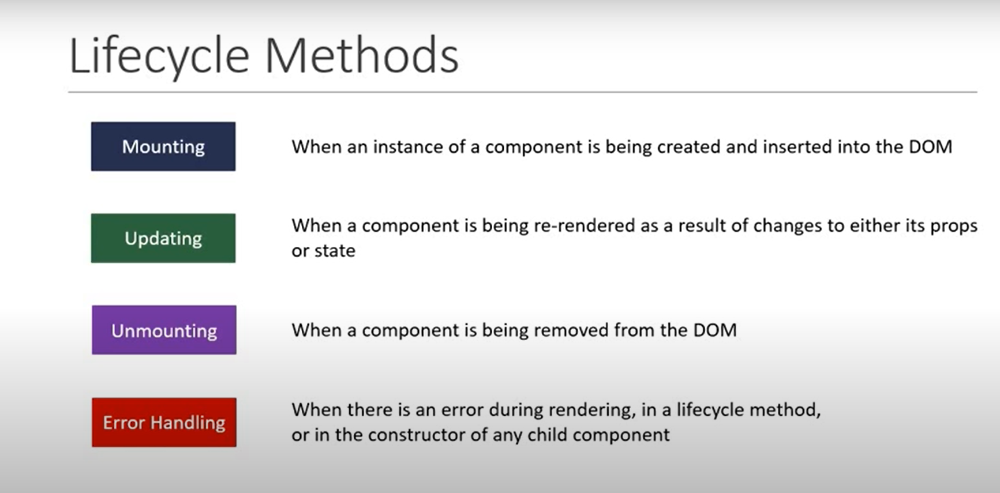 Lifecycle Methods
Mounting
When an instance of a component is being created and inserted into the DOM
Updating
When a component is being re-rendered as a result of changes to either its props
or state
Unmounting
When a component is being removed from the DOM
Error Handling
When there is an error during rendering, in a lifecycle method,
or in the constructor of any child component